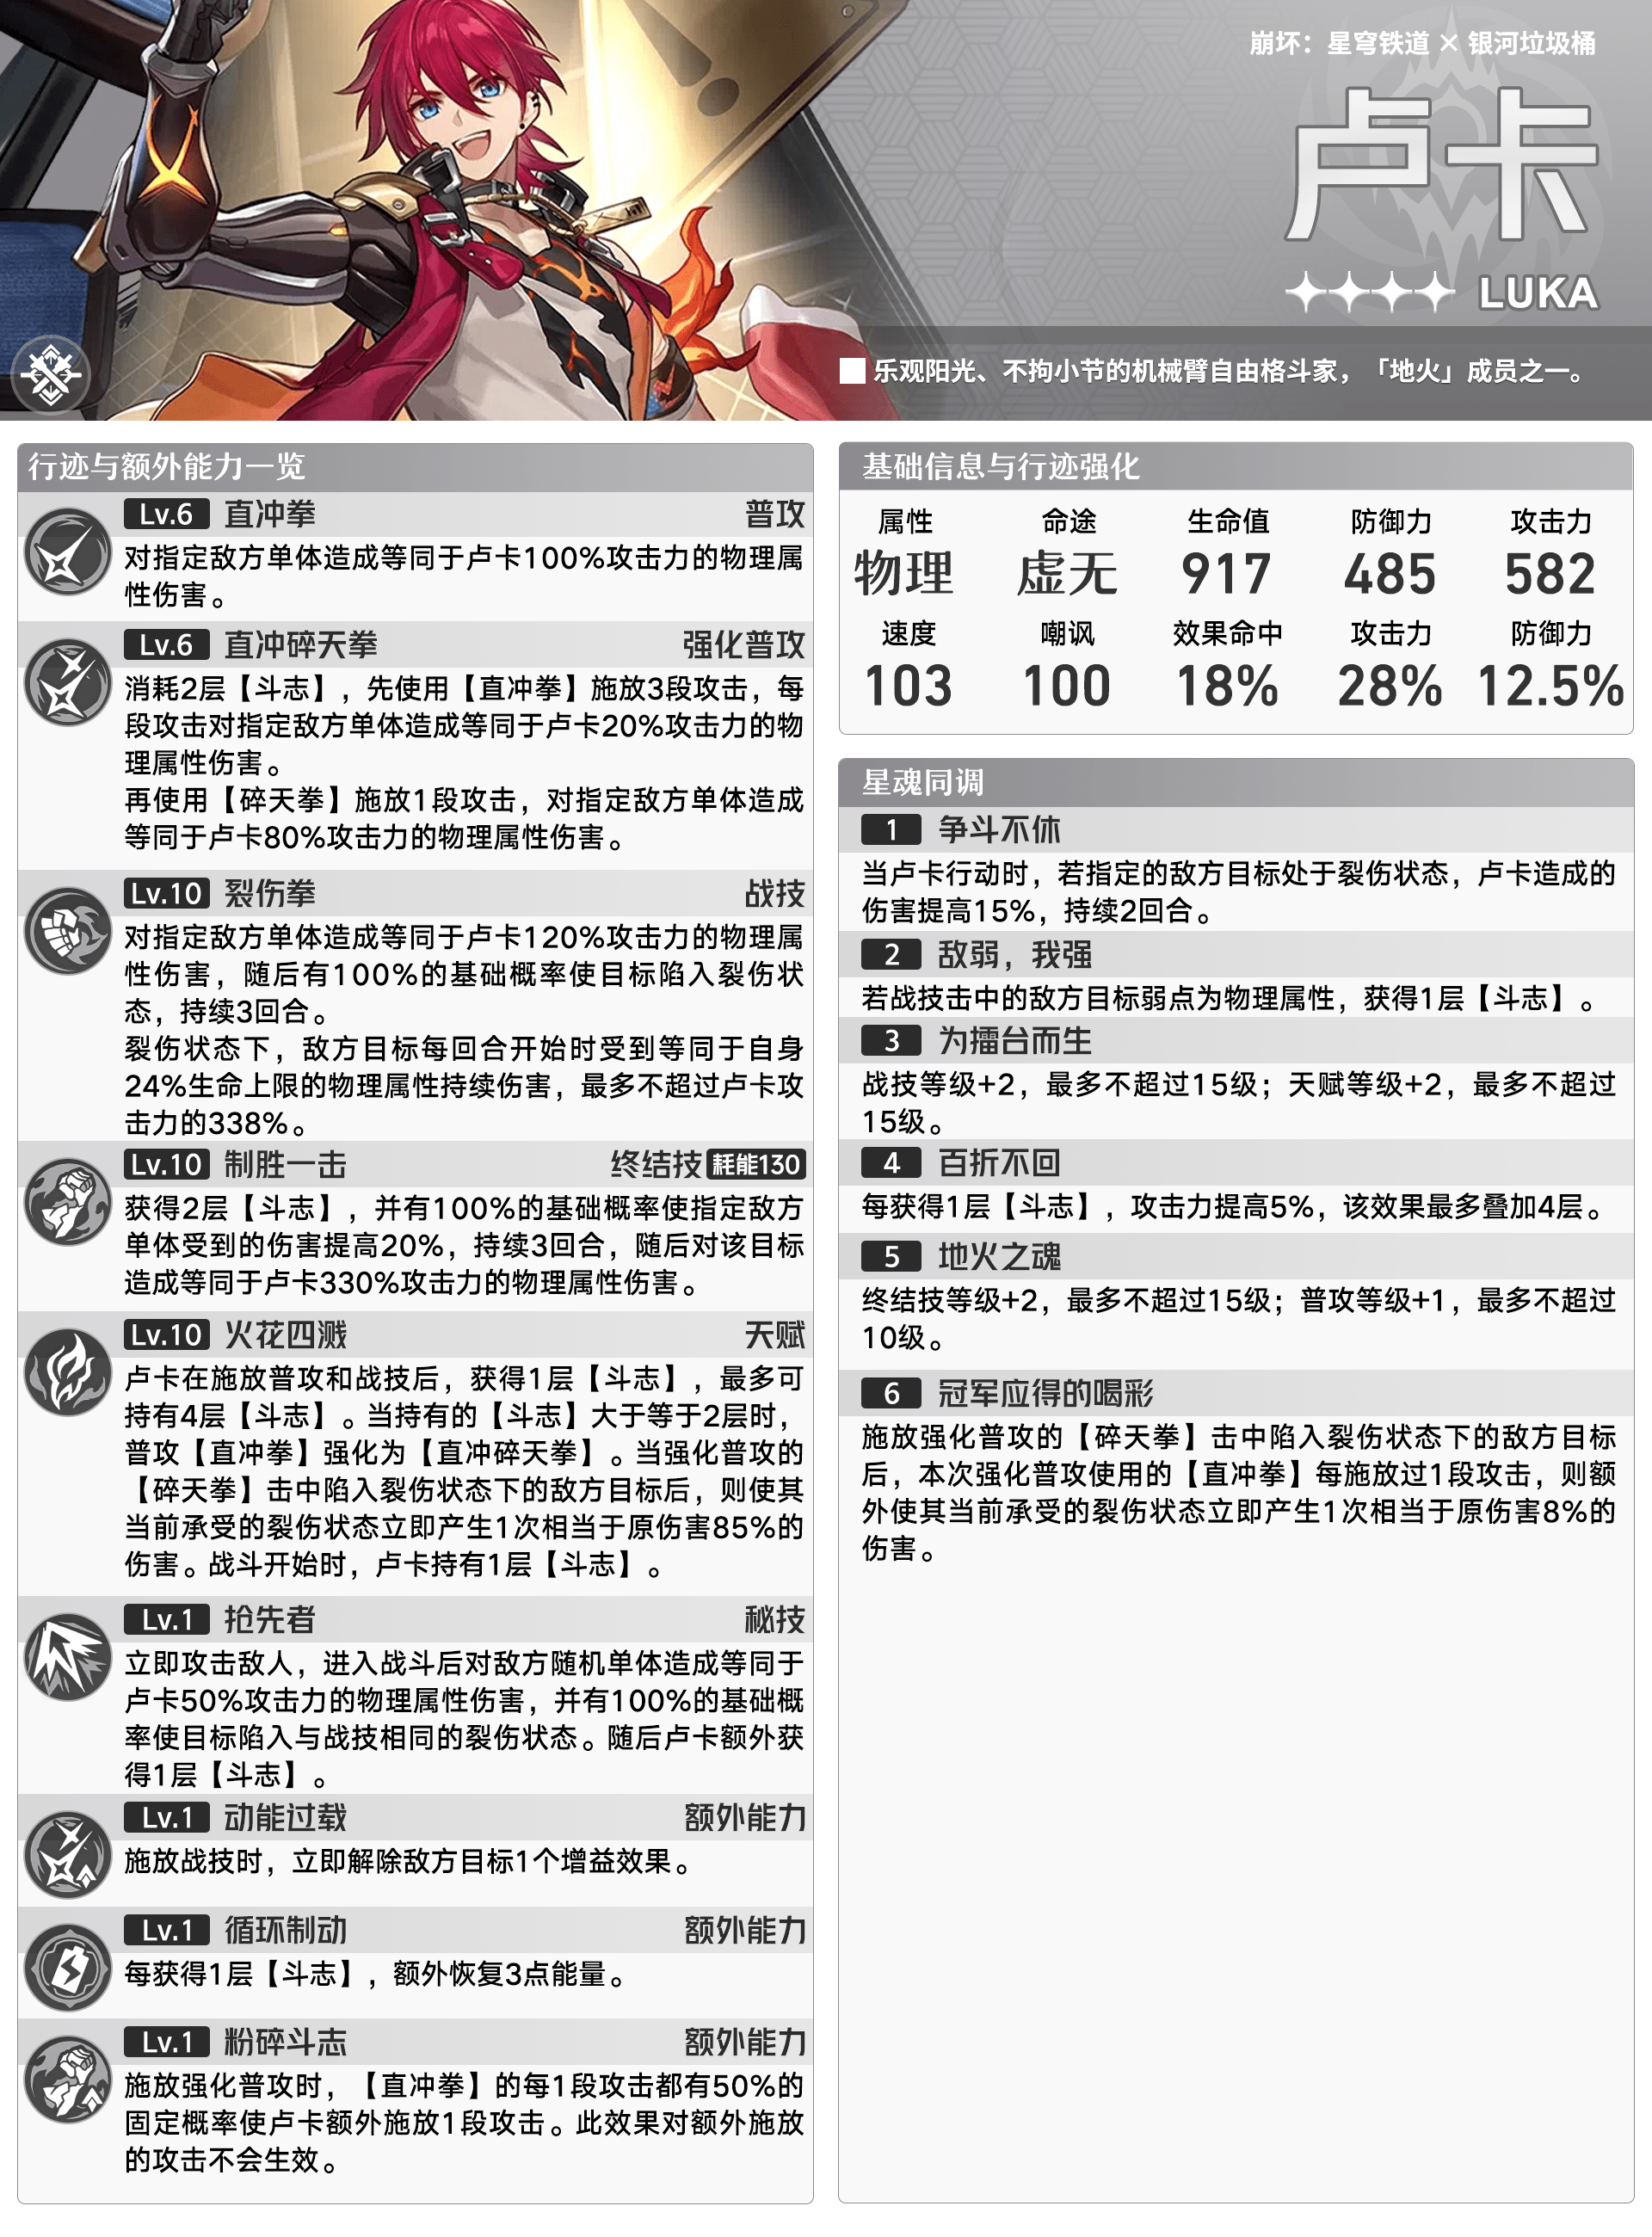 崩坏：星穹铁道 × 银河垃圾桶
卢卡
LUKA
乐观阳光、不拘小节的机械臂自由格斗家，「地火」成员之一。
行迹与额外能力一览
Lv.6 直冲拳 普攻
对指定敌方单体造成等同于卢卡100%攻击力的物理属
性伤害。
Lv.6 直冲碎天拳 强化普攻
消耗2层【斗志】，先使用【直冲拳】施放3段攻击，每
段攻击对指定敌方单体造成等同于卢卡20%攻击力的物
理属性伤害。
再使用【碎天拳】施放1段攻击，对指定敌方单体造成
等同于卢卡80%攻击力的物理属性伤害。
Lv.10 裂伤拳 战技
对指定敌方单体造成等同于卢卡120%攻击力的物理属
性伤害，随后有100%的基础概率使目标陷入裂伤状
态，持续3回合。
裂伤状态下，敌方目标每回合开始时受到等同于自身
24%生命上限的物理属性持续伤害，最多不超过卢卡攻
击力的338%。
Lv.10 制胜一击 终结技 耗能130
获得2层【斗志】，并有100%的基础概率使指定敌方
单体受到的伤害提高20%，持续3回合，随后对该目标
造成等同于卢卡330%攻击力的物理属性伤害。
Lv.10 火花四溅 天赋
卢卡在施放普攻和战技后，获得1层【斗志】，最多可
持有4层【斗志】。当持有的【斗志】大于等于2层时，
普攻【直冲拳】强化为【直冲碎天拳】。当强化普攻的
【碎天拳】击中陷入裂伤状态下的敌方目标后，则使其
当前承受的裂伤状态立即产生1次相当于原伤害85%的
伤害。战斗开始时，卢卡持有1层【斗志】。
Lv.1 抢先者 秘技
立即攻击敌人，进入战斗后对敌方随机单体造成等同于
卢卡50%攻击力的物理属性伤害，并有100%的基础概
率使目标陷入与战技相同的裂伤状态。随后卢卡额外获
得1层【斗志】。
Lv.1 动能过载 额外能力
施放战技时，立即解除敌方目标1个增益效果。
Lv.1 循环制动 额外能力
每获得1层【斗志】，额外恢复3点能量。
Lv.1 粉碎斗志 额外能力
施放强化普攻时，【直冲拳】的每1段攻击都有50%的
固定概率使卢卡额外施放1段攻击。此效果对额外施放
的攻击不会生效。
基础信息与行迹强化
属性 命途 生命值 防御力 攻击力
物理 虚无 917 485 582
速度 嘲讽 效果命中 攻击力 防御力
103 100 18% 28% 12.5%
星魂同调
1 争斗不休
当卢卡行动时，若指定的敌方目标处于裂伤状态，卢卡造成的
伤害提高15%，持续2回合。
2 敌弱，我强
若战技击中的敌方目标弱点为物理属性，获得1层【斗志】。
3 为擂台而生
战技等级+2，最多不超过15级；天赋等级+2，最多不超过
15级。
4 百折不回
每获得1层【斗志】，攻击力提高5%，该效果最多叠加4层。
5 地火之魂
终结技等级+2，最多不超过15级；普攻等级+1，最多不超过
10级。
6 冠军应得的喝彩
施放强化普攻的【碎天拳】击中陷入裂伤状态下的敌方目标
后，本次强化普攻使用的【直冲拳】每施放过1段攻击，则额
外使其当前承受的裂伤状态立即产生1次相当于原伤害8%的
伤害。